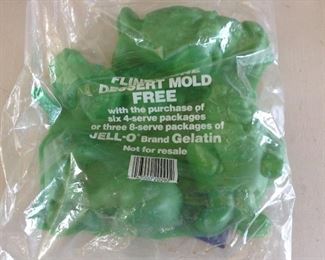 DESSERT MOLD
FREE
with the purchase of
six 4-serve packages
or three 8-serve packages of
JELL-O® Brand Gelatin
Not for resale